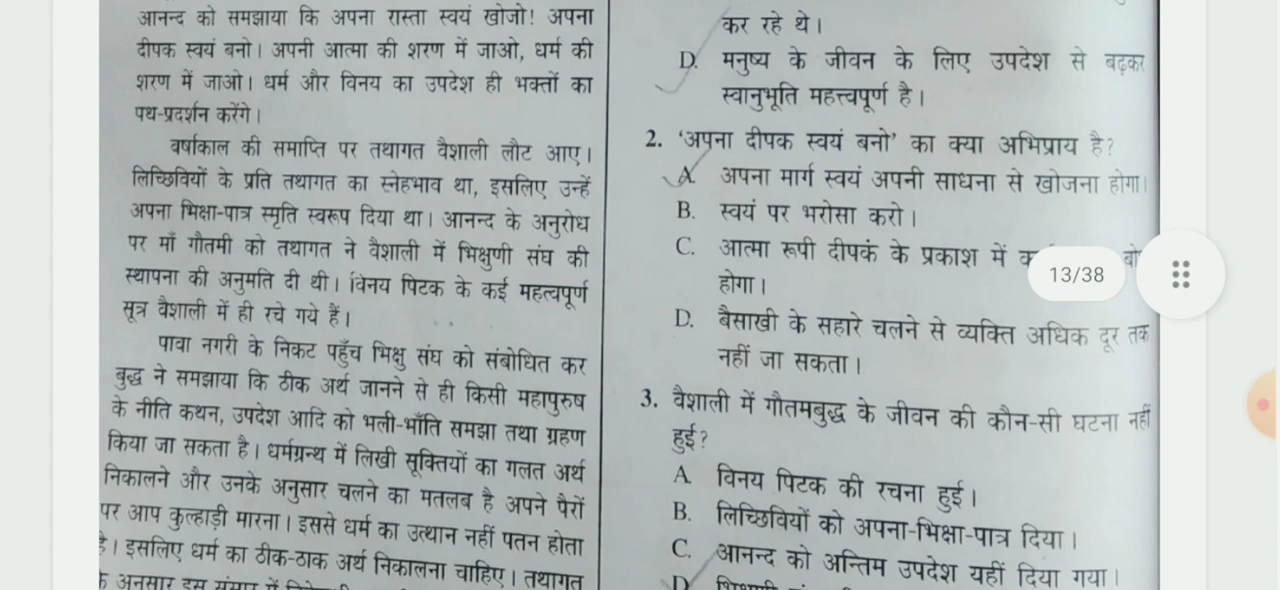 आनन्द को समझाया कि अपना रास्ता स्वयं खोजो! अपना
दीपक स्वयं बनो। अपनी आत्मा की शरण में जाओ, धर्म की
शरण में जाओ। धर्म और विनय का उपदेश ही भक्तों का
पथ-प्रदर्शन करेंगे।
वर्षाकाल की समाप्ति पर तथागत वैशाली लौट आए।
लिच्छिवियों के प्रति तथागत का स्नेहभाव था, इसलिए उन्हें
अपना भिक्षा-पात्र स्मृति स्वरूप दिया था। आनन्द के अनुरोध
पर माँ गौतमी को तथागत ने वैशाली में भिक्षुणी संघ की
स्थापना की अनुमति दी थी। विनय पिटक के कई महत्वपूर्ण
सूत्र वैशाली में ही रचे गये हैं।
पावा नगरी के निकट पहुँच भिक्षु संघ को संबोधित कर
बुद्ध ने समझाया कि ठीक अर्थ जानने से ही किसी महापुरुष
के नीति कथन, उपदेश आदि को भली-भाँति समझा तथा ग्रहण
किया जा सकता है। धर्मग्रन्थ में लिखी सूक्तियों का गलत अर्थ
निकालने और उनके अनुसार चलने का मतलब है अपने पैरों
पर आप कुल्हाड़ी मारना। इससे धर्म का उत्थान नहीं पतन होता
है। इसलिए धर्म का ठीक-ठाक अर्थ निकालना चाहिए। तथागत
के अनुसार इस संसार में
कर रहे थे।
D. मनुष्य के जीवन के लिए उपदेश से बढ़कर
स्वानुभूति महत्त्वपूर्ण है।
2. ‘अपना दीपक स्वयं बनो’ का क्या अभिप्राय है?
A. अपना मार्ग स्वयं अपनी साधना से खोजना होगा।
B. स्वयं पर भरोसा करो।
C. आत्मा रूपी दीपक के प्रकाश में
होगा।
D. बैसाखी के सहारे चलने से व्यक्ति अधिक दूर तक
नहीं जा सकता।
3. वैशाली में गौतमबुद्ध के जीवन की कौन-सी घटना नहीं
हुई?
A. विनय पिटक की रचना हुई।
B. लिच्छिवियों को अपना-भिक्षा-पात्र दिया।
C. आनन्द को अन्तिम उपदेश यहीं दिया गया।
D.
13/38